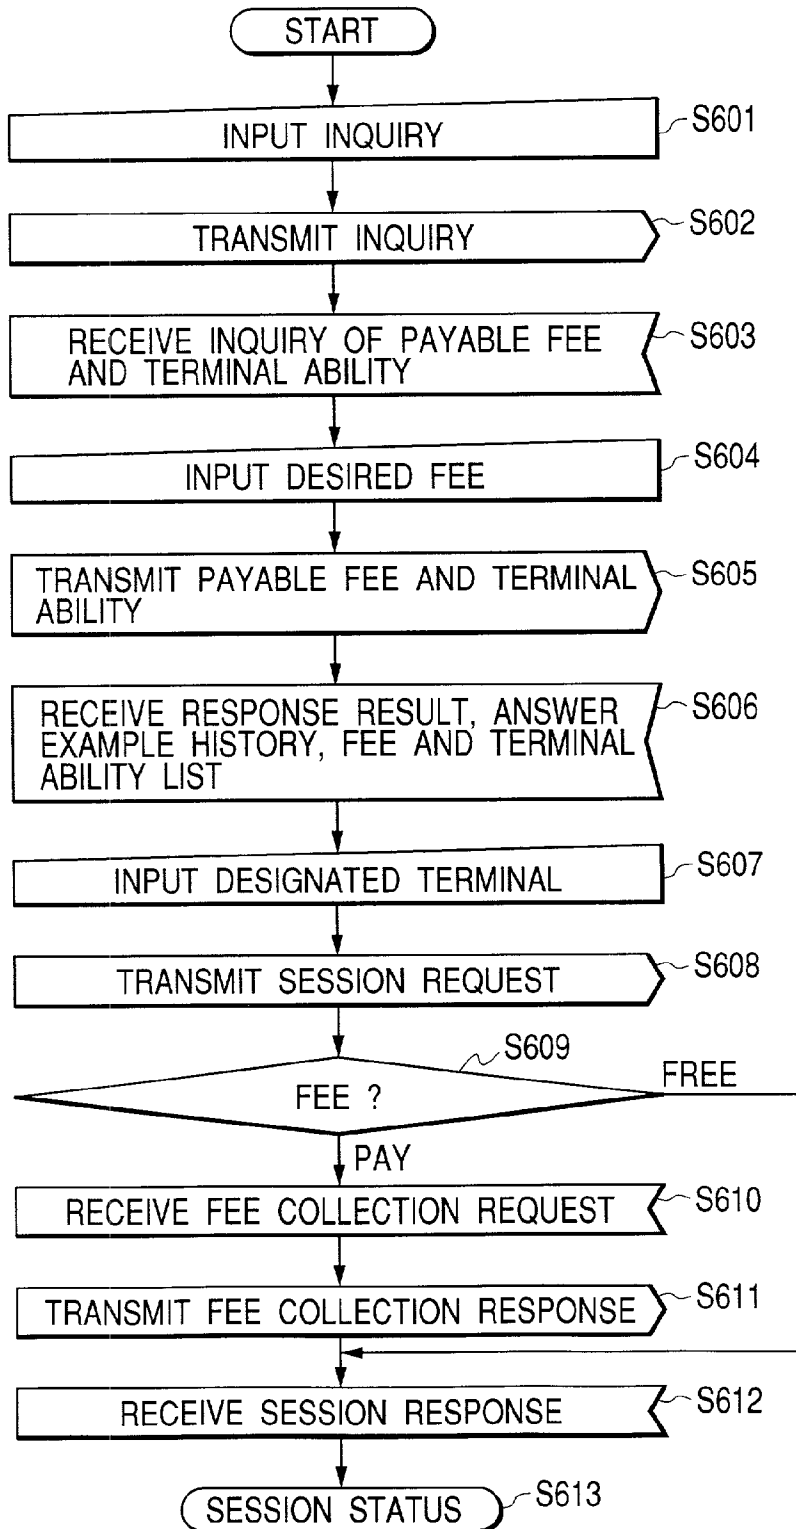 START
INPUT INQUIRY
S601
TRANSMIT INQUIRY
S602
RECEIVE INQUIRY OF PAYABLE FEE
AND TERMINAL ABILITY
S603
INPUT DESIRED FEE
S604
TRANSMIT PAYABLE FEE AND TERMINAL
ABILITY
S605
RECEIVE RESPONSE RESULT, ANSWER
EXAMPLE HISTORY, FEE AND TERMINAL
ABILITY LIST
S606
INPUT DESIGNATED TERMINAL
S607
TRANSMIT SESSION REQUEST
S608
S609
FEE ?
FREE
PAY
RECEIVE FEE COLLECTION REQUEST
S610
TRANSMIT FEE COLLECTION RESPONSE
S611
RECEIVE SESSION RESPONSE
S612
SESSION STATUS
S613